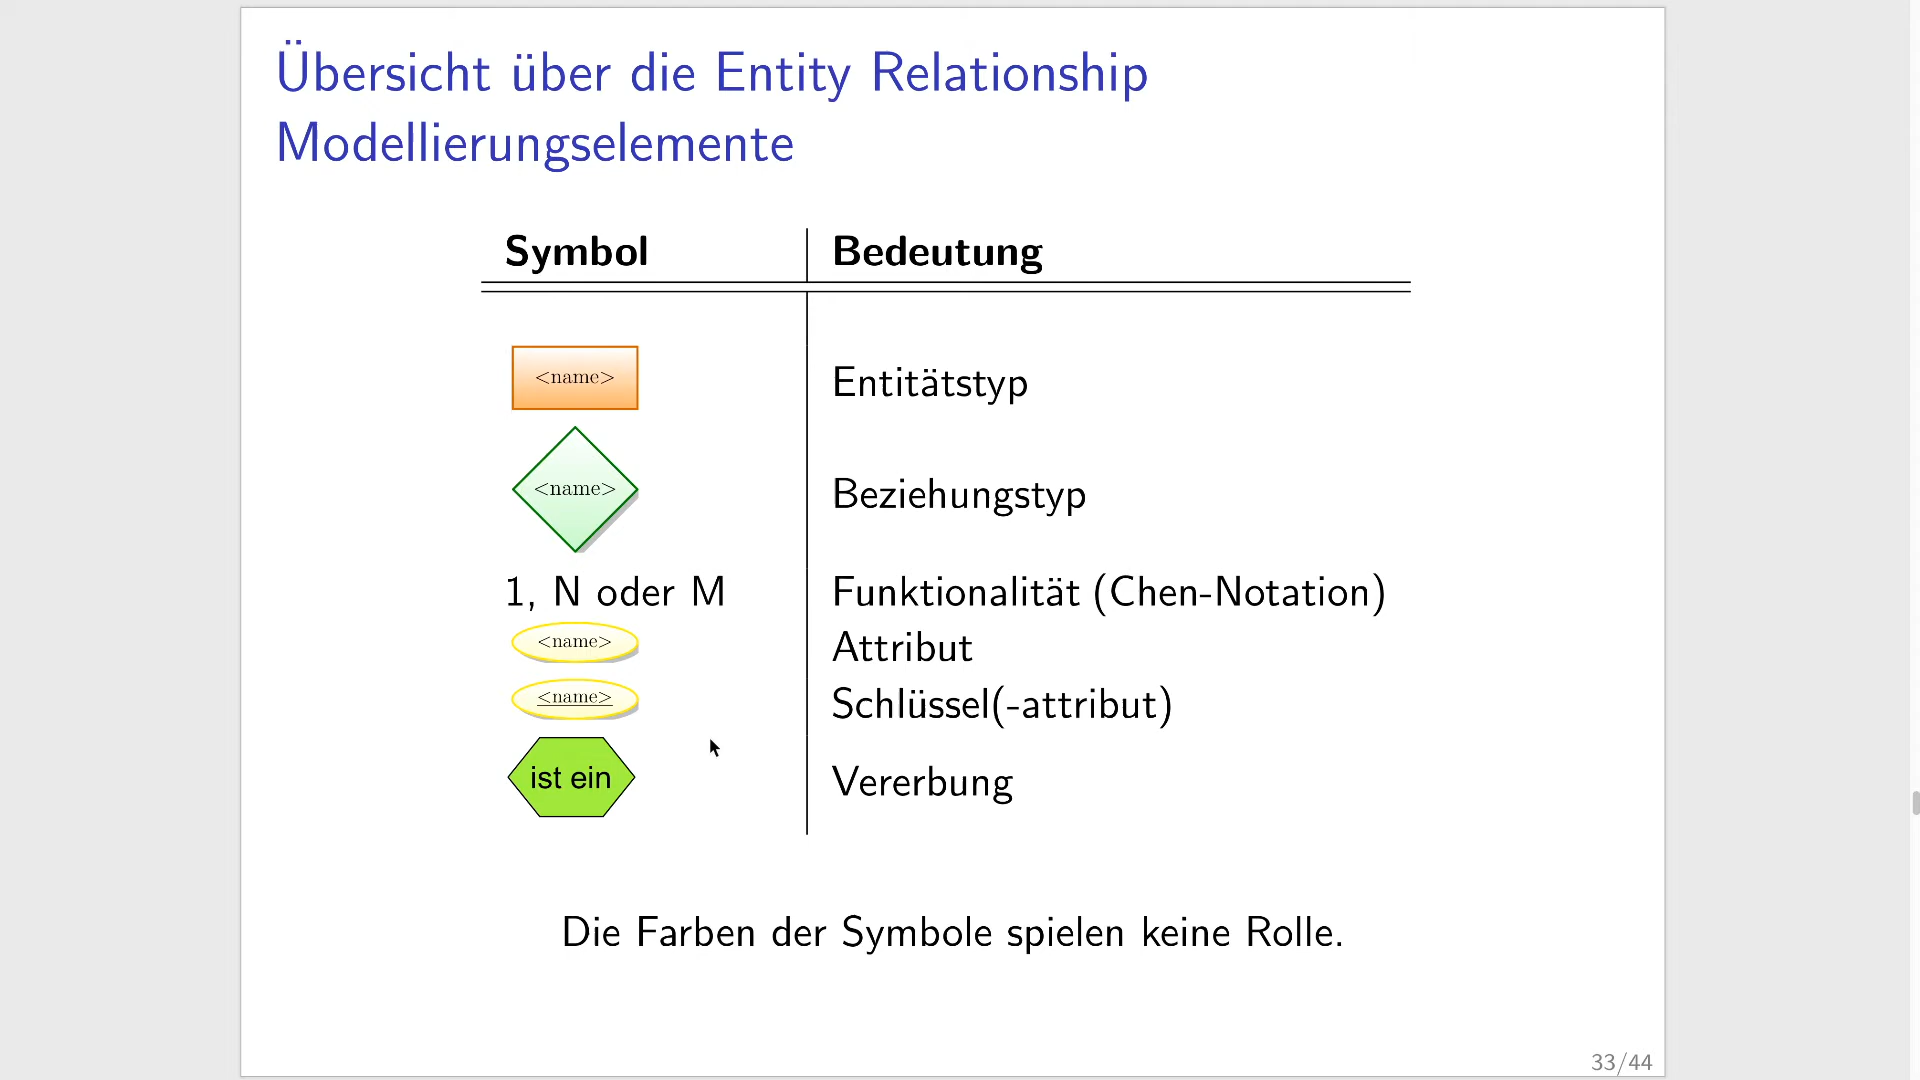 Übersicht über die Entity Relationship
Modellierungselemente
Symbol Bedeutung
<name> Entitätstyp
<name> Beziehungstyp
1, N oder M Funktionalität (Chen-Notation)
<name> Attribut
<name> Schlüssel(-attribut)
ist ein Vererbung
Die Farben der Symbole spielen keine Rolle.
33/44